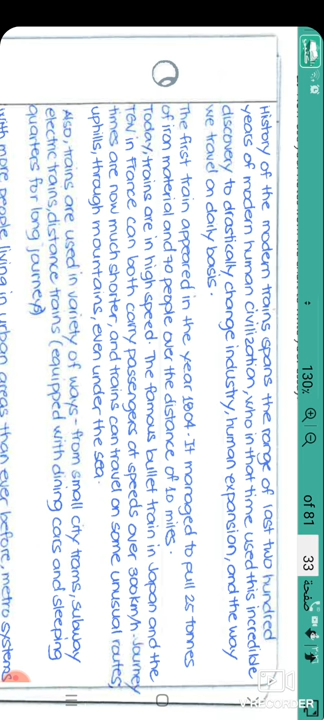 130%
of 81
33
صفحة
History of the modern trains spans the range of last two hundred
years of modern human civilization, who in that time used this incredible
discovery to drastically change industry, human expansion, and the way
we travel on daily basis.
The first train appeared in the year 1804. It managed to pull 25 tonnes
of iron material and 70 people over the distance of 10 miles.
Today, trains are in high speed. The famous bullet train in Japan and the
TGV in France can both carry passengers at speeds over 300km/h. Journey
times are now much shorter, and trains can travel on some unusual routes
uphills, through mountains, even under the sea.
Also, trains are used in variety of ways - from small city trams, subway
electric trains, distance trains (equipped with dining cars and sleeping
quaters for long journeys)
with more people living in urban areas than ever before, metro systems
RECORDER